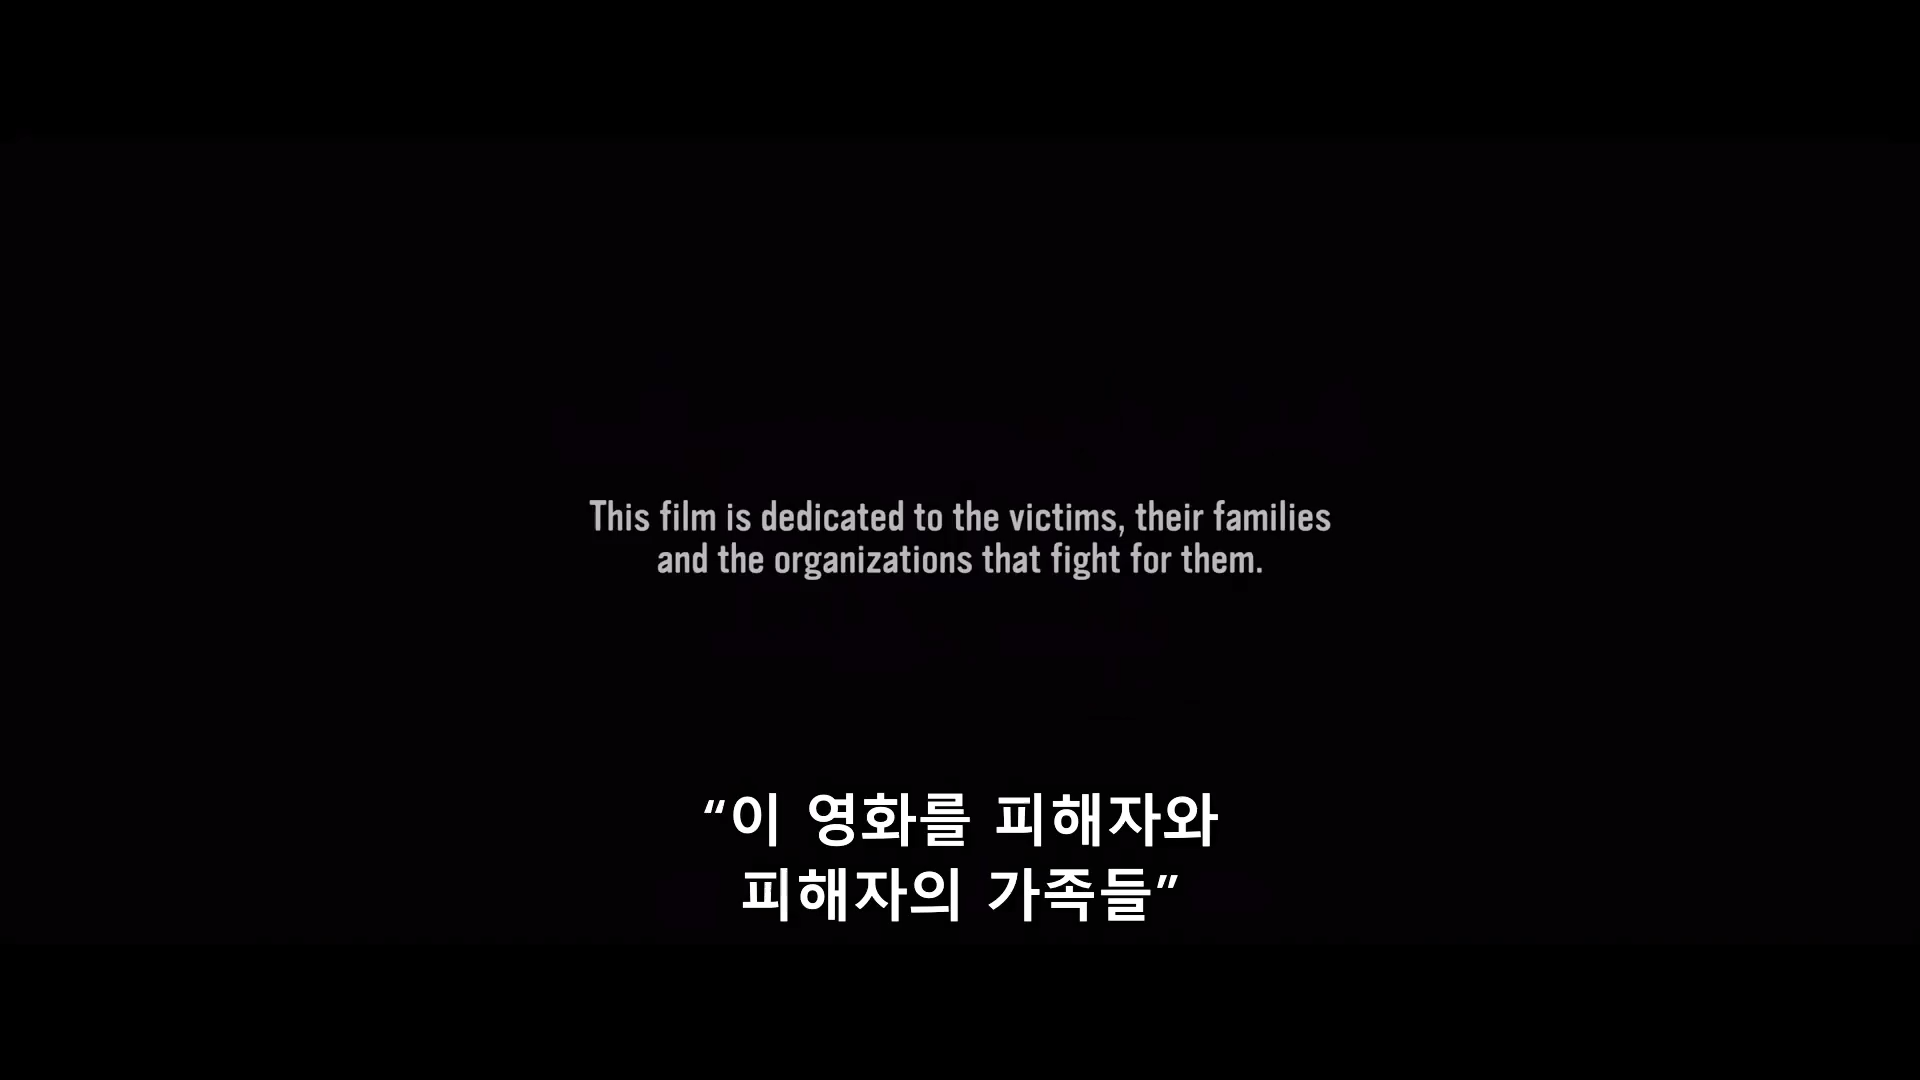 This film is dedicated to the victims, their families
and the organizations that fight for them.
“이 영화를 피해자와
피해자의 가족들”